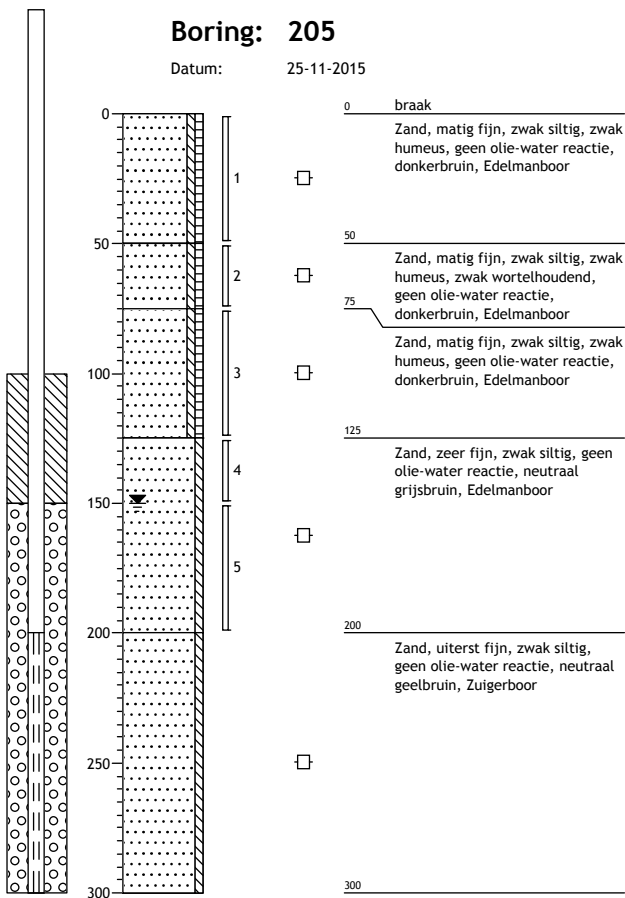 Boring: 205
Datum: 25-11-2015
0
50
100
150
200
250
300
1
2
3
4
5
0 braak
Zand, matig fijn, zwak siltig, zwak
humeus, geen olie-water reactie,
donkerbruin, Edelmanboor
50
Zand, matig fijn, zwak siltig, zwak
humeus, zwak wortelhoudend,
geen olie-water reactie,
donkerbruin, Edelmanboor
75
Zand, matig fijn, zwak siltig, zwak
humeus, geen olie-water reactie,
donkerbruin, Edelmanboor
125
Zand, zeer fijn, zwak siltig, geen
olie-water reactie, neutraal
grijsbruin, Edelmanboor
200
Zand, uiterst fijn, zwak siltig,
geen olie-water reactie, neutraal
geelbruin, Zuigerboor
300